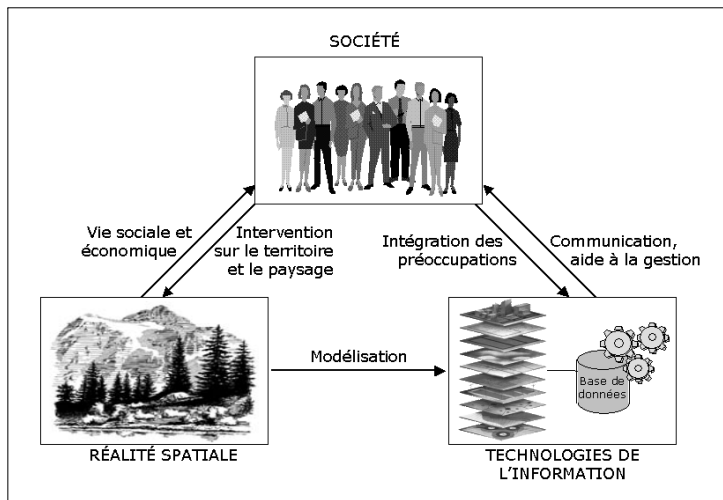 SOCIÉTÉ
Vie sociale et
économique
Intervention
sur le territoire
et le paysage
Intégration des
préoccupations
Communication,
aide à la gestion
Modélisation
Base de
données
RÉALITÉ SPATIALE
TECHNOLOGIES DE
L'INFORMATION